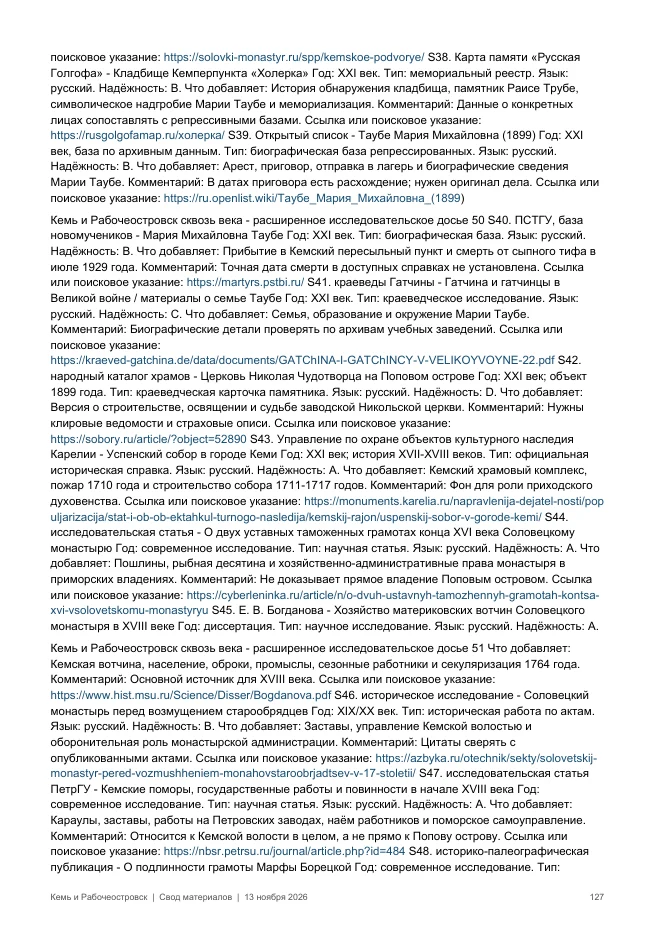 поисковое указание: https://solovki-monastyr.ru/spp/kemskoe-podvorye/ S38. Карта памяти «Русская
Голгофа» - Кладбище Кемперпункта «Холерка» Год: XXI век. Тип: мемориальный реестр. Язык:
русский. Надёжность: B. Что добавляет: История обнаружения кладбища, памятник Раисе Трубе,
символическое надгробие Марии Таубе и мемориализация. Комментарий: Данные о конкретных
лицах сопоставлять с репрессивными базами. Ссылка или поисковое указание:
https://rusgolgofamap.ru/холерка/ S39. Открытый список - Таубе Мария Михайловна (1899) Год: XXI
век, база по архивным данным. Тип: биографическая база репрессированных. Язык: русский.
Надёжность: B. Что добавляет: Арест, приговор, отправка в лагерь и биографические сведения
Марии Таубе. Комментарий: В датах приговора есть расхождение; нужен оригинал дела. Ссылка или
поисковое указание: https://ru.openlist.wiki/Таубе_Мария_Михайловна_(1899)
Кемь и Рабочеостровск сквозь века - расширенное исследовательское досье 50 S40. ПСТГУ, база
новомучеников - Мария Михайловна Таубе Год: XXI век. Тип: биографическая база. Язык: русский.
Надёжность: B. Что добавляет: Прибытие в Кемский пересыльный пункт и смерть от сыпного тифа в
июле 1929 года. Комментарий: Точная дата смерти в доступных справках не установлена. Ссылка
или поисковое указание: https://martyrs.pstbi.ru/ S41. краеведы Гатчины - Гатчина и гатчинцы в
Великой войне / материалы о семье Таубе Год: XXI век. Тип: краеведческое исследование. Язык:
русский. Надёжность: C. Что добавляет: Семья, образование и окружение Марии Таубе.
Комментарий: Биографические детали проверять по архивам учебных заведений. Ссылка или
поисковое указание:
https://kraeved-gatchina.de/data/documents/GATChINA-I-GATChINCY-V-VELIKOYVOYNE-22.pdf S42.
народный каталог храмов - Церковь Николая Чудотворца на Поповом острове Год: XXI век; объект
1899 года. Тип: краеведческая карточка памятника. Язык: русский. Надёжность: D. Что добавляет:
Версия о строительстве, освящении и судьбе заводской Никольской церкви. Комментарий: Нужны
клировые ведомости и страховые описи. Ссылка или поисковое указание:
https://sobory.ru/article/?object=52890 S43. Управление по охране объектов культурного наследия
Карелии - Успенский собор в городе Кеми Год: XXI век; история XVII-XVIII веков. Тип: официальная
историческая справка. Язык: русский. Надёжность: A. Что добавляет: Кемский храмовый комплекс,
пожар 1710 года и строительство собора 1711-1717 годов. Комментарий: Фон для роли приходского
духовенства. Ссылка или поисковое указание: https://monuments.karelia.ru/napravlenija-dejatel-nosti/pop
uljarizacija/stat-i-ob-ob-ektahkul-turnogo-nasledija/kemskij-rajon/uspenskij-sobor-v-gorode-kemi/ S44.
исследовательская статья - О двух уставных таможенных грамотах конца XVI века Соловецкому
монастырю Год: современное исследование. Тип: научная статья. Язык: русский. Надёжность: A. Что
добавляет: Пошлины, рыбная десятина и хозяйственно-административные права монастыря в
приморских владениях. Комментарий: Не доказывает прямое владение Поповым островом. Ссылка
или поисковое указание: https://cyberleninka.ru/article/n/o-dvuh-ustavnyh-tamozhennyh-gramotah-kontsa-
xvi-vsolovetskomu-monastyryu S45. Е. В. Богданова - Хозяйство материковских вотчин Соловецкого
монастыря в XVIII веке Год: диссертация. Тип: научное исследование. Язык: русский. Надёжность: A.
Кемь и Рабочеостровск сквозь века - расширенное исследовательское досье 51 Что добавляет:
Кемская вотчина, население, оброки, промыслы, сезонные работники и секуляризация 1764 года.
Комментарий: Основной источник для XVIII века. Ссылка или поисковое указание:
https://www.hist.msu.ru/Science/Disser/Bogdanova.pdf S46. историческое исследование - Соловецкий
монастырь перед возмущением старообрядцев Год: XIX/XX век. Тип: историческая работа по актам.
Язык: русский. Надёжность: B. Что добавляет: Заставы, управление Кемской волостью и
оборонительная роль монастырской администрации. Комментарий: Цитаты сверять с
опубликованными актами. Ссылка или поисковое указание: https://azbyka.ru/otechnik/sekty/solovetskij-
monastyr-pered-vozmushheniem-monahovstaroobrjadtsev-v-17-stoletii/ S47. исследовательская статья
ПетрГУ - Кемские поморы, государственные работы и повинности в начале XVIII века Год:
современное исследование. Тип: научная статья. Язык: русский. Надёжность: A. Что добавляет:
Караулы, заставы, работы на Петровских заводах, наём работников и поморское самоуправление.
Комментарий: Относится к Кемской волости в целом, а не прямо к Попову острову. Ссылка или
поисковое указание: https://nbsr.petrsu.ru/journal/article.php?id=484 S48. историко-палеографическая
публикация - О подлинности грамоты Марфы Борецкой Год: современное исследование. Тип:
Кемь и Рабочеостровск | Свод материалов | 13 ноября 2026 127